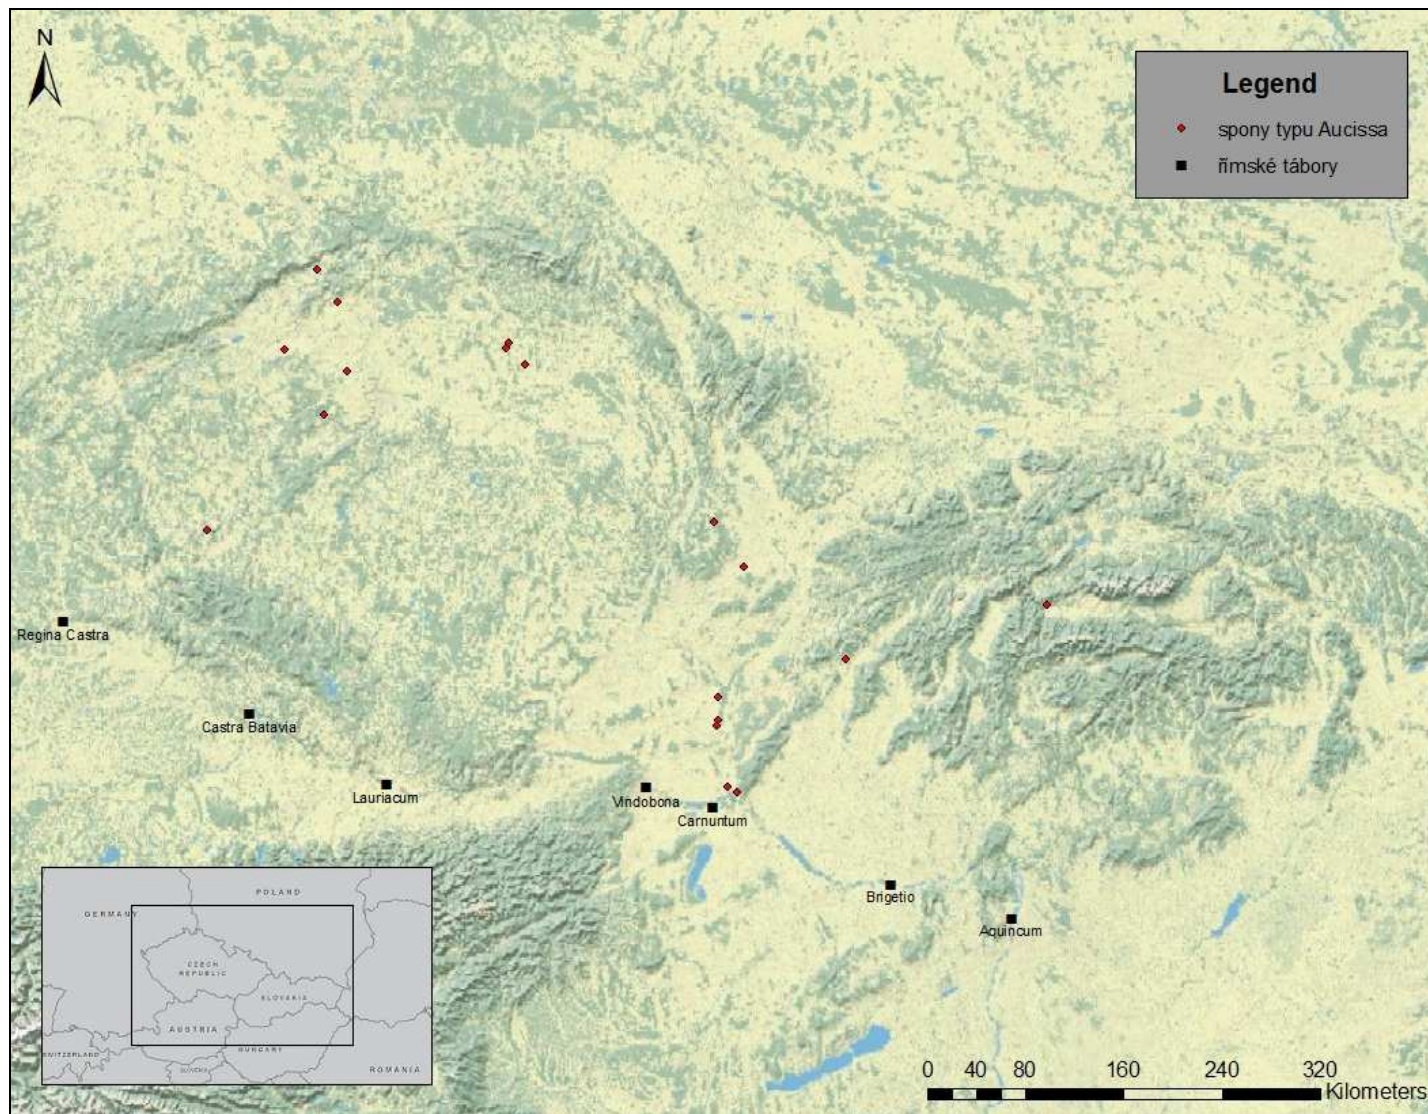 N
Legend
spony typu Aucissa
římské tábory
Regina Castra
Castra Batavia
Lauriacum
Vindobona
Carnuntum
Brigetio
Aquincum
POLAND
GERMANY
CZECH
REPUBLIC
SLOVAKIA
AUSTRIA
HUNGARY
SWITZERLAND
SLOVENIA
ROMANIA
0 40 80 160 240 320
Kilometers